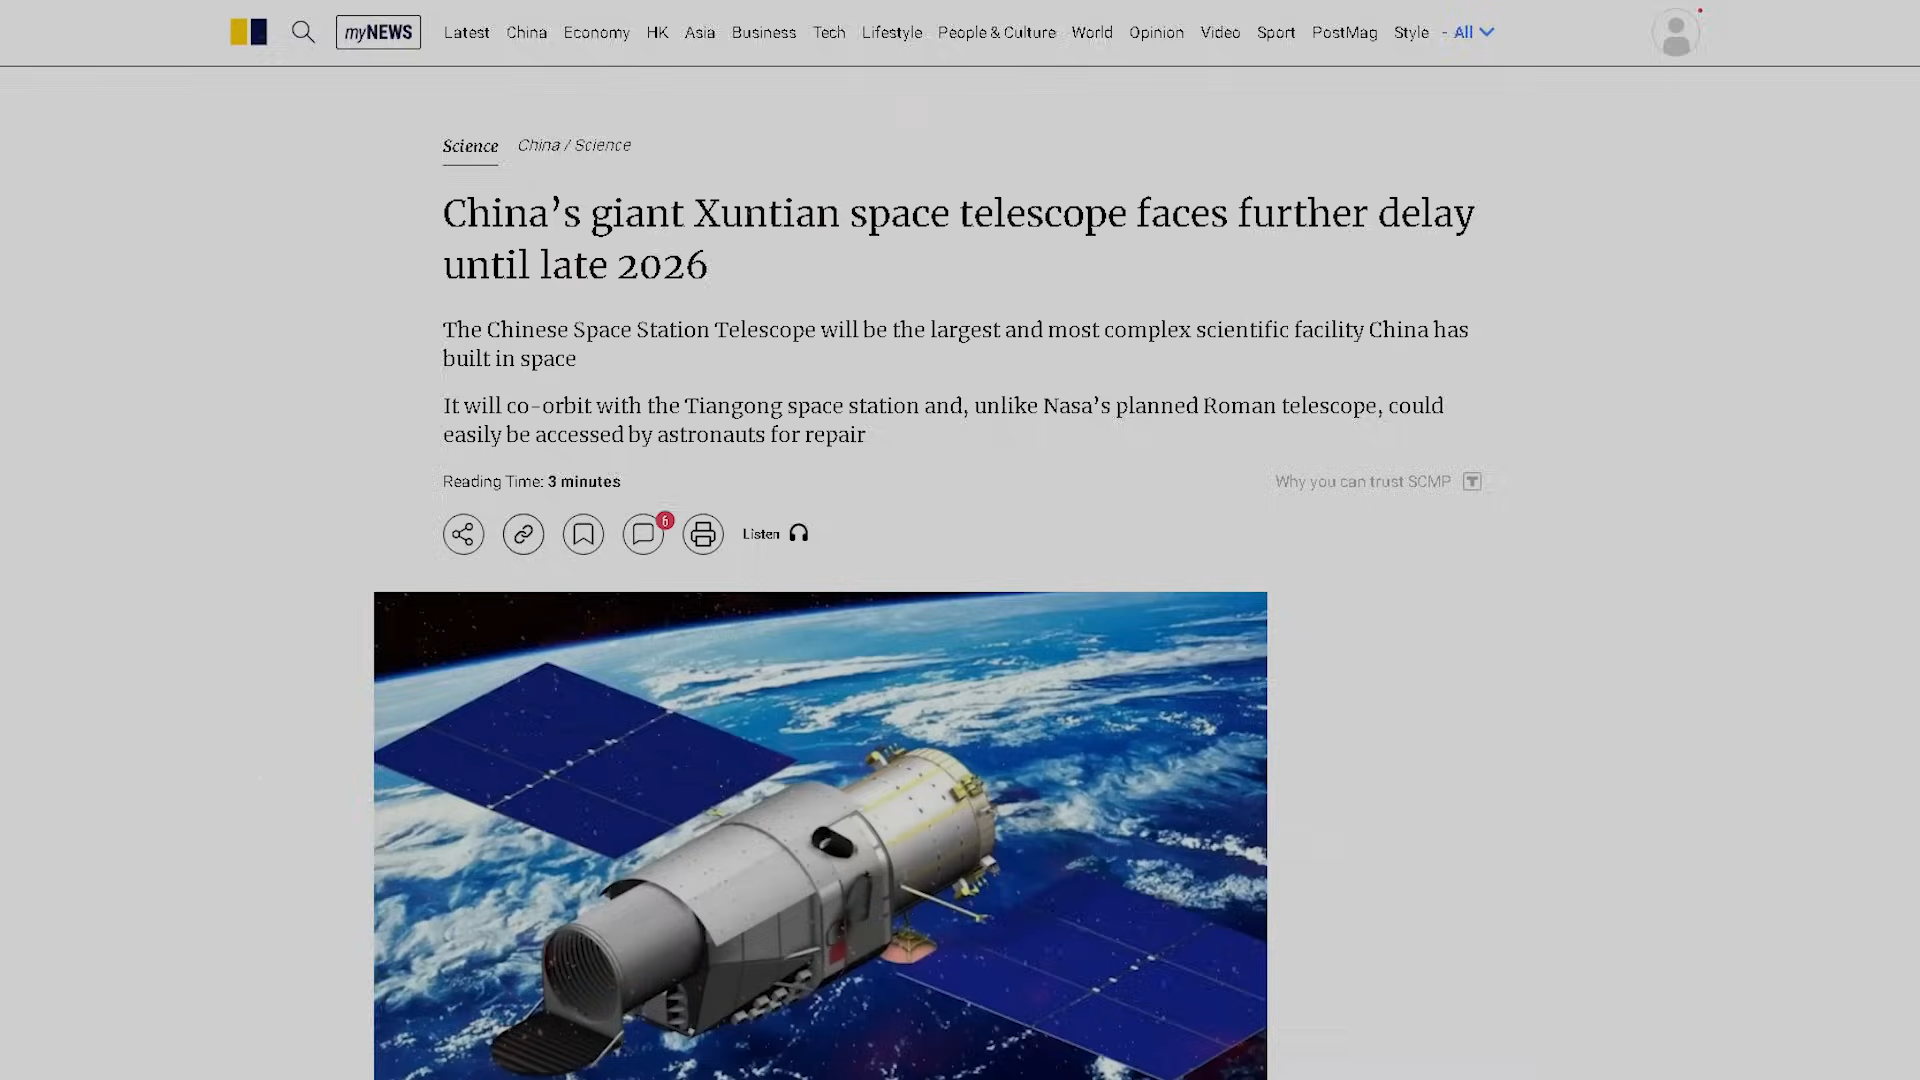 myNEWS Latest China Economy HK Asia Business Tech Lifestyle People & Culture World Opinion Video Sport PostMag Style - All
Science China / Science
China's giant Xuntian space telescope faces further delay
until late 2026
The Chinese Space Station Telescope will be the largest and most complex scientific facility China has
built in space
It will co-orbit with the Tiangong space station and, unlike Nasa's planned Roman telescope, could
easily be accessed by astronauts for repair
Reading Time: 3 minutes
Why you can trust SCMP T
6
Listen